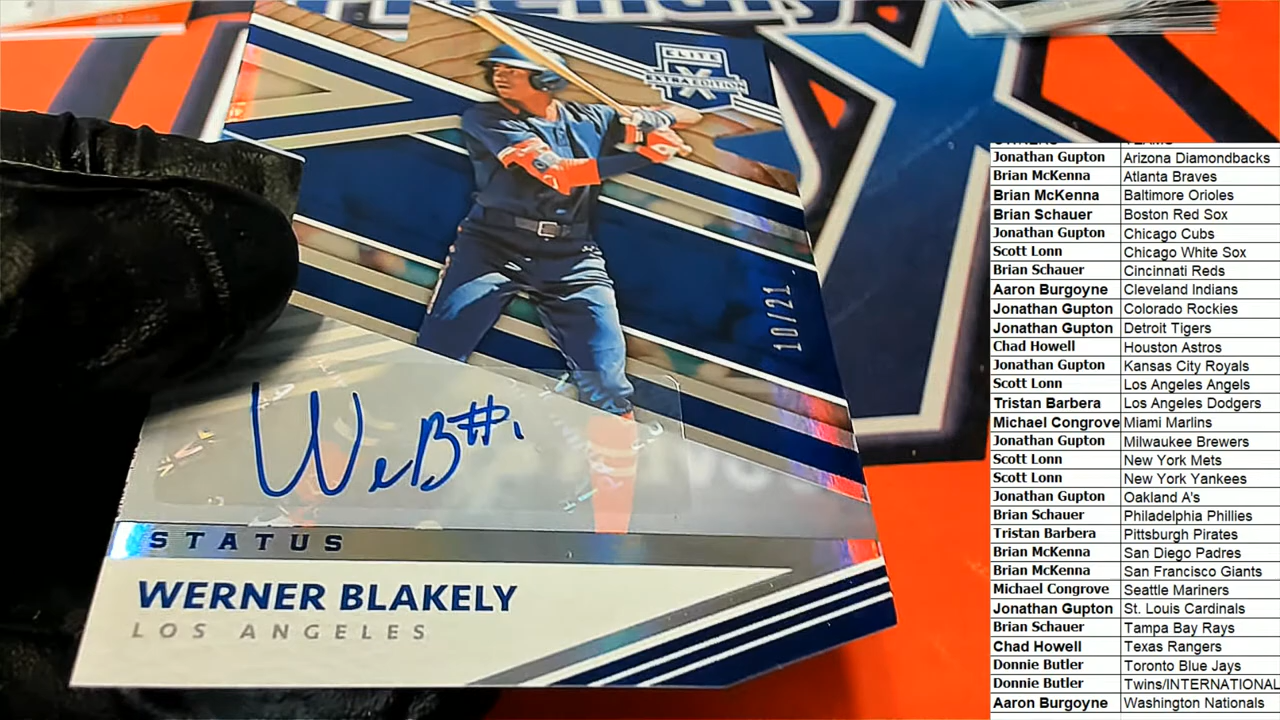 ELITE
X
EXTRA EDITION
10/21
WeB#1
STATUS
WERNER BLAKELY
LOS ANGELES
Jonathan Gupton Arizona Diamondbacks
Brian McKenna Atlanta Braves
Brian McKenna Baltimore Orioles
Brian Schauer Boston Red Sox
Jonathan Gupton Chicago Cubs
Scott Lonn Chicago White Sox
Brian Schauer Cincinnati Reds
Aaron Burgoyne Cleveland Indians
Jonathan Gupton Colorado Rockies
Jonathan Gupton Detroit Tigers
Chad Howell Houston Astros
Jonathan Gupton Kansas City Royals
Scott Lonn Los Angeles Angels
Tristan Barbera Los Angeles Dodgers
Michael Congrove Miami Marlins
Jonathan Gupton Milwaukee Brewers
Scott Lonn New York Mets
Scott Lonn New York Yankees
Jonathan Gupton Oakland A's
Brian Schauer Philadelphia Phillies
Tristan Barbera Pittsburgh Pirates
Brian McKenna San Diego Padres
Brian McKenna San Francisco Giants
Michael Congrove Seattle Mariners
Jonathan Gupton St. Louis Cardinals
Brian Schauer Tampa Bay Rays
Chad Howell Texas Rangers
Donnie Butler Toronto Blue Jays
Donnie Butler Twins/INTERNATIONAL
Aaron Burgoyne Washington Nationals